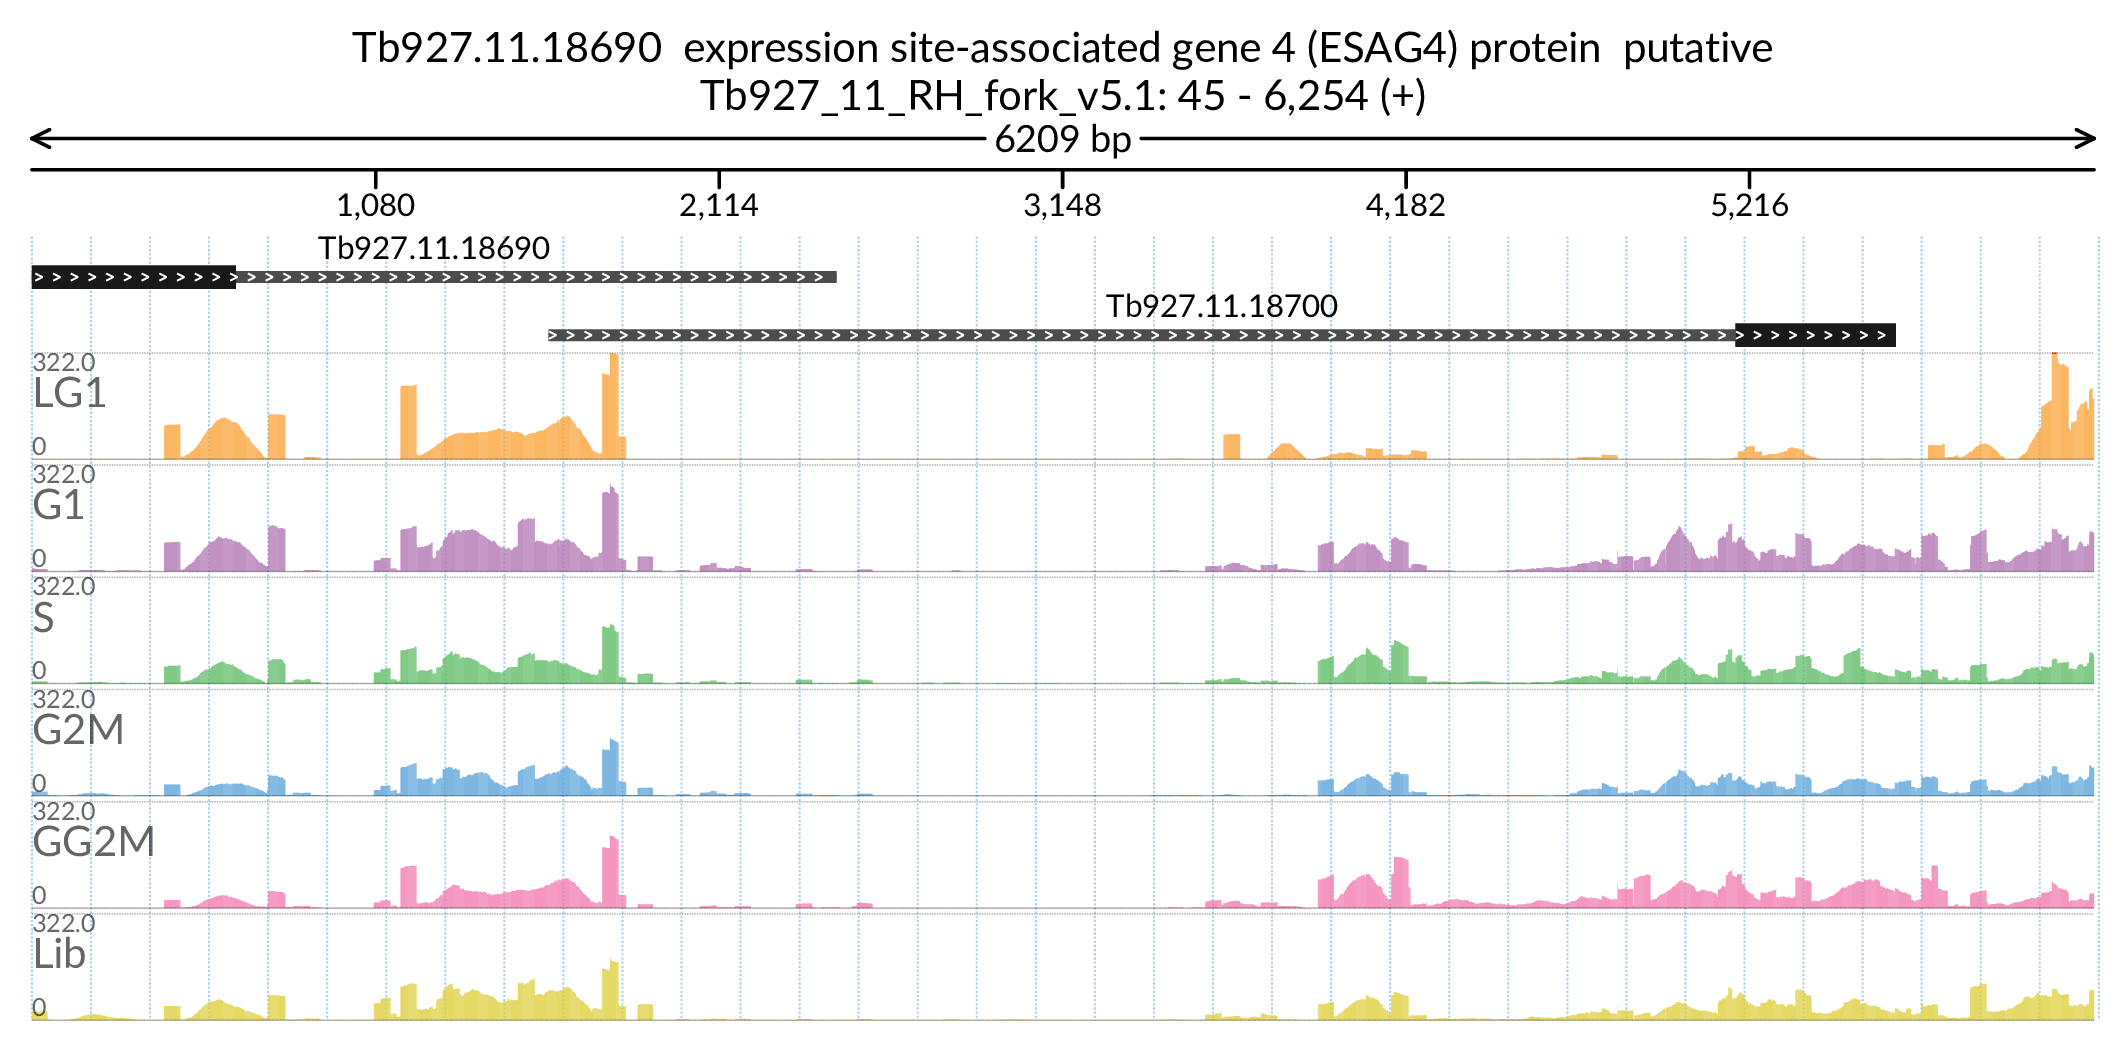 Tb927.11.18690  expression site-associated gene 4 (ESAG4) protein  putative
Tb927_11_RH_fork_v5.1: 45 - 6,254 (+)
6209 bp
1,080 2,114 3,148 4,182 5,216
Tb927.11.18690
Tb927.11.18700
322.0
LG1
0
322.0
G1
0
322.0
S
0
322.0
G2M
0
322.0
GG2M
0
322.0
Lib
0